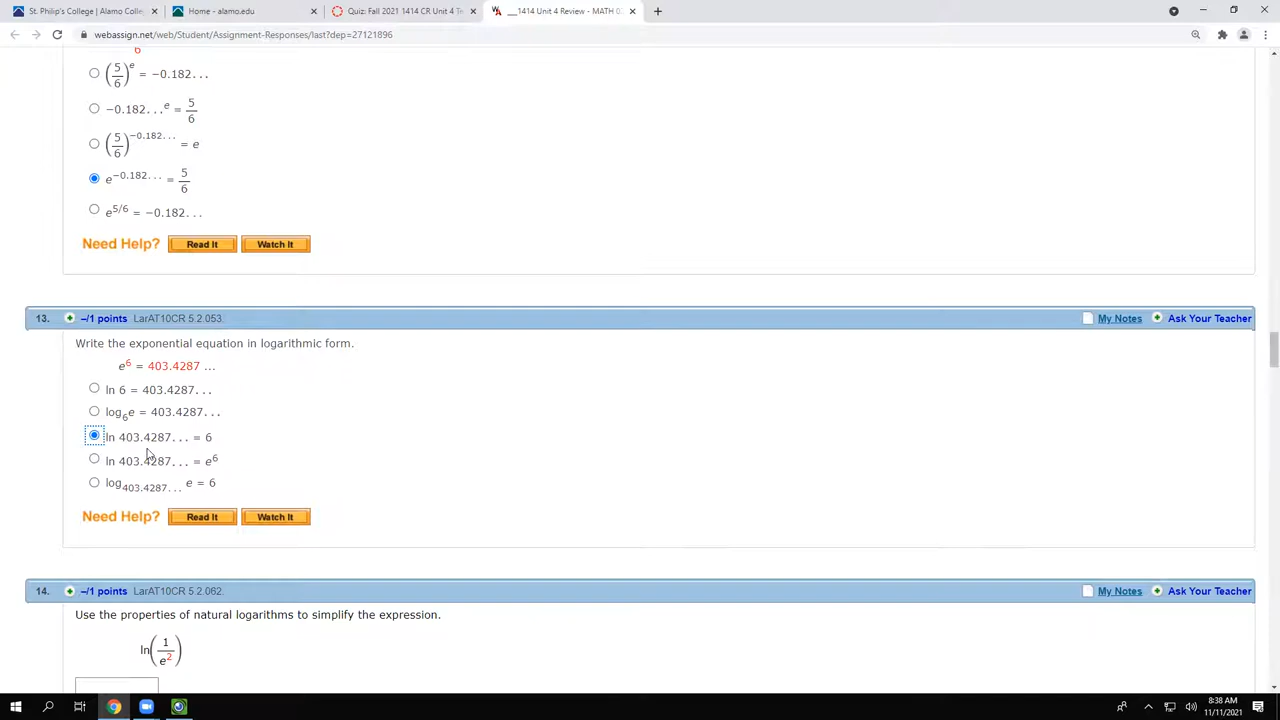 St. Philip's College | Alamo Colle
Home - alamo.edu
Quiz: Fall 2021 1414 CR Unit 4 T
__1414 Unit 4 Review - MATH 0
webassign.net/web/Student/Assignment-Responses/last?dep=27121896
6
(5/6)^e = −0.182...
−0.182...^e = 5/6
(5/6)^−0.182... = e
e^−0.182... = 5/6
e^5/6 = −0.182...
Need Help? Read It Watch It
13. –/1 points LarAT10CR 5.2.053. My Notes Ask Your Teacher
Write the exponential equation in logarithmic form.
e^6 = 403.4287 ...
ln 6 = 403.4287...
log_6 e = 403.4287...
ln 403.4287... = 6
ln 403.4287... = e^6
log_403.4287... e = 6
Need Help? Read It Watch It
14. –/1 points LarAT10CR 5.2.062. My Notes Ask Your Teacher
Use the properties of natural logarithms to simplify the expression.
ln(1/e^2)
8:38 AM
11/11/2021